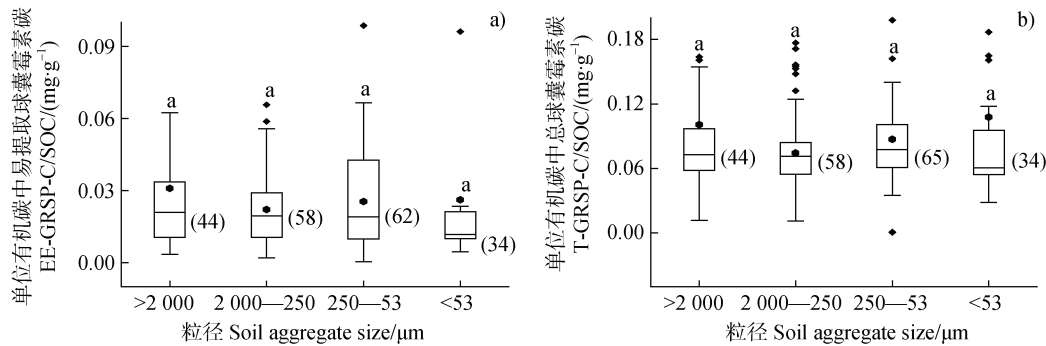 a)
单位有机碳中易提取球囊霉素碳
EE-GRSP-C/SOC/(mg·g⁻¹)
0.09
0.06
0.03
0.00
a
a
a
a
(44)
(58)
(62)
(34)
>2 000
2 000—250
250—53
<53
粒径 Soil aggregate size/μm
b)
单位有机碳中总球囊霉素碳
T-GRSP-C/SOC/(mg·g⁻¹)
0.18
0.12
0.06
0.00
a
a
a
a
(44)
(58)
(65)
(34)
>2 000
2 000—250
250—53
<53
粒径 Soil aggregate size/μm